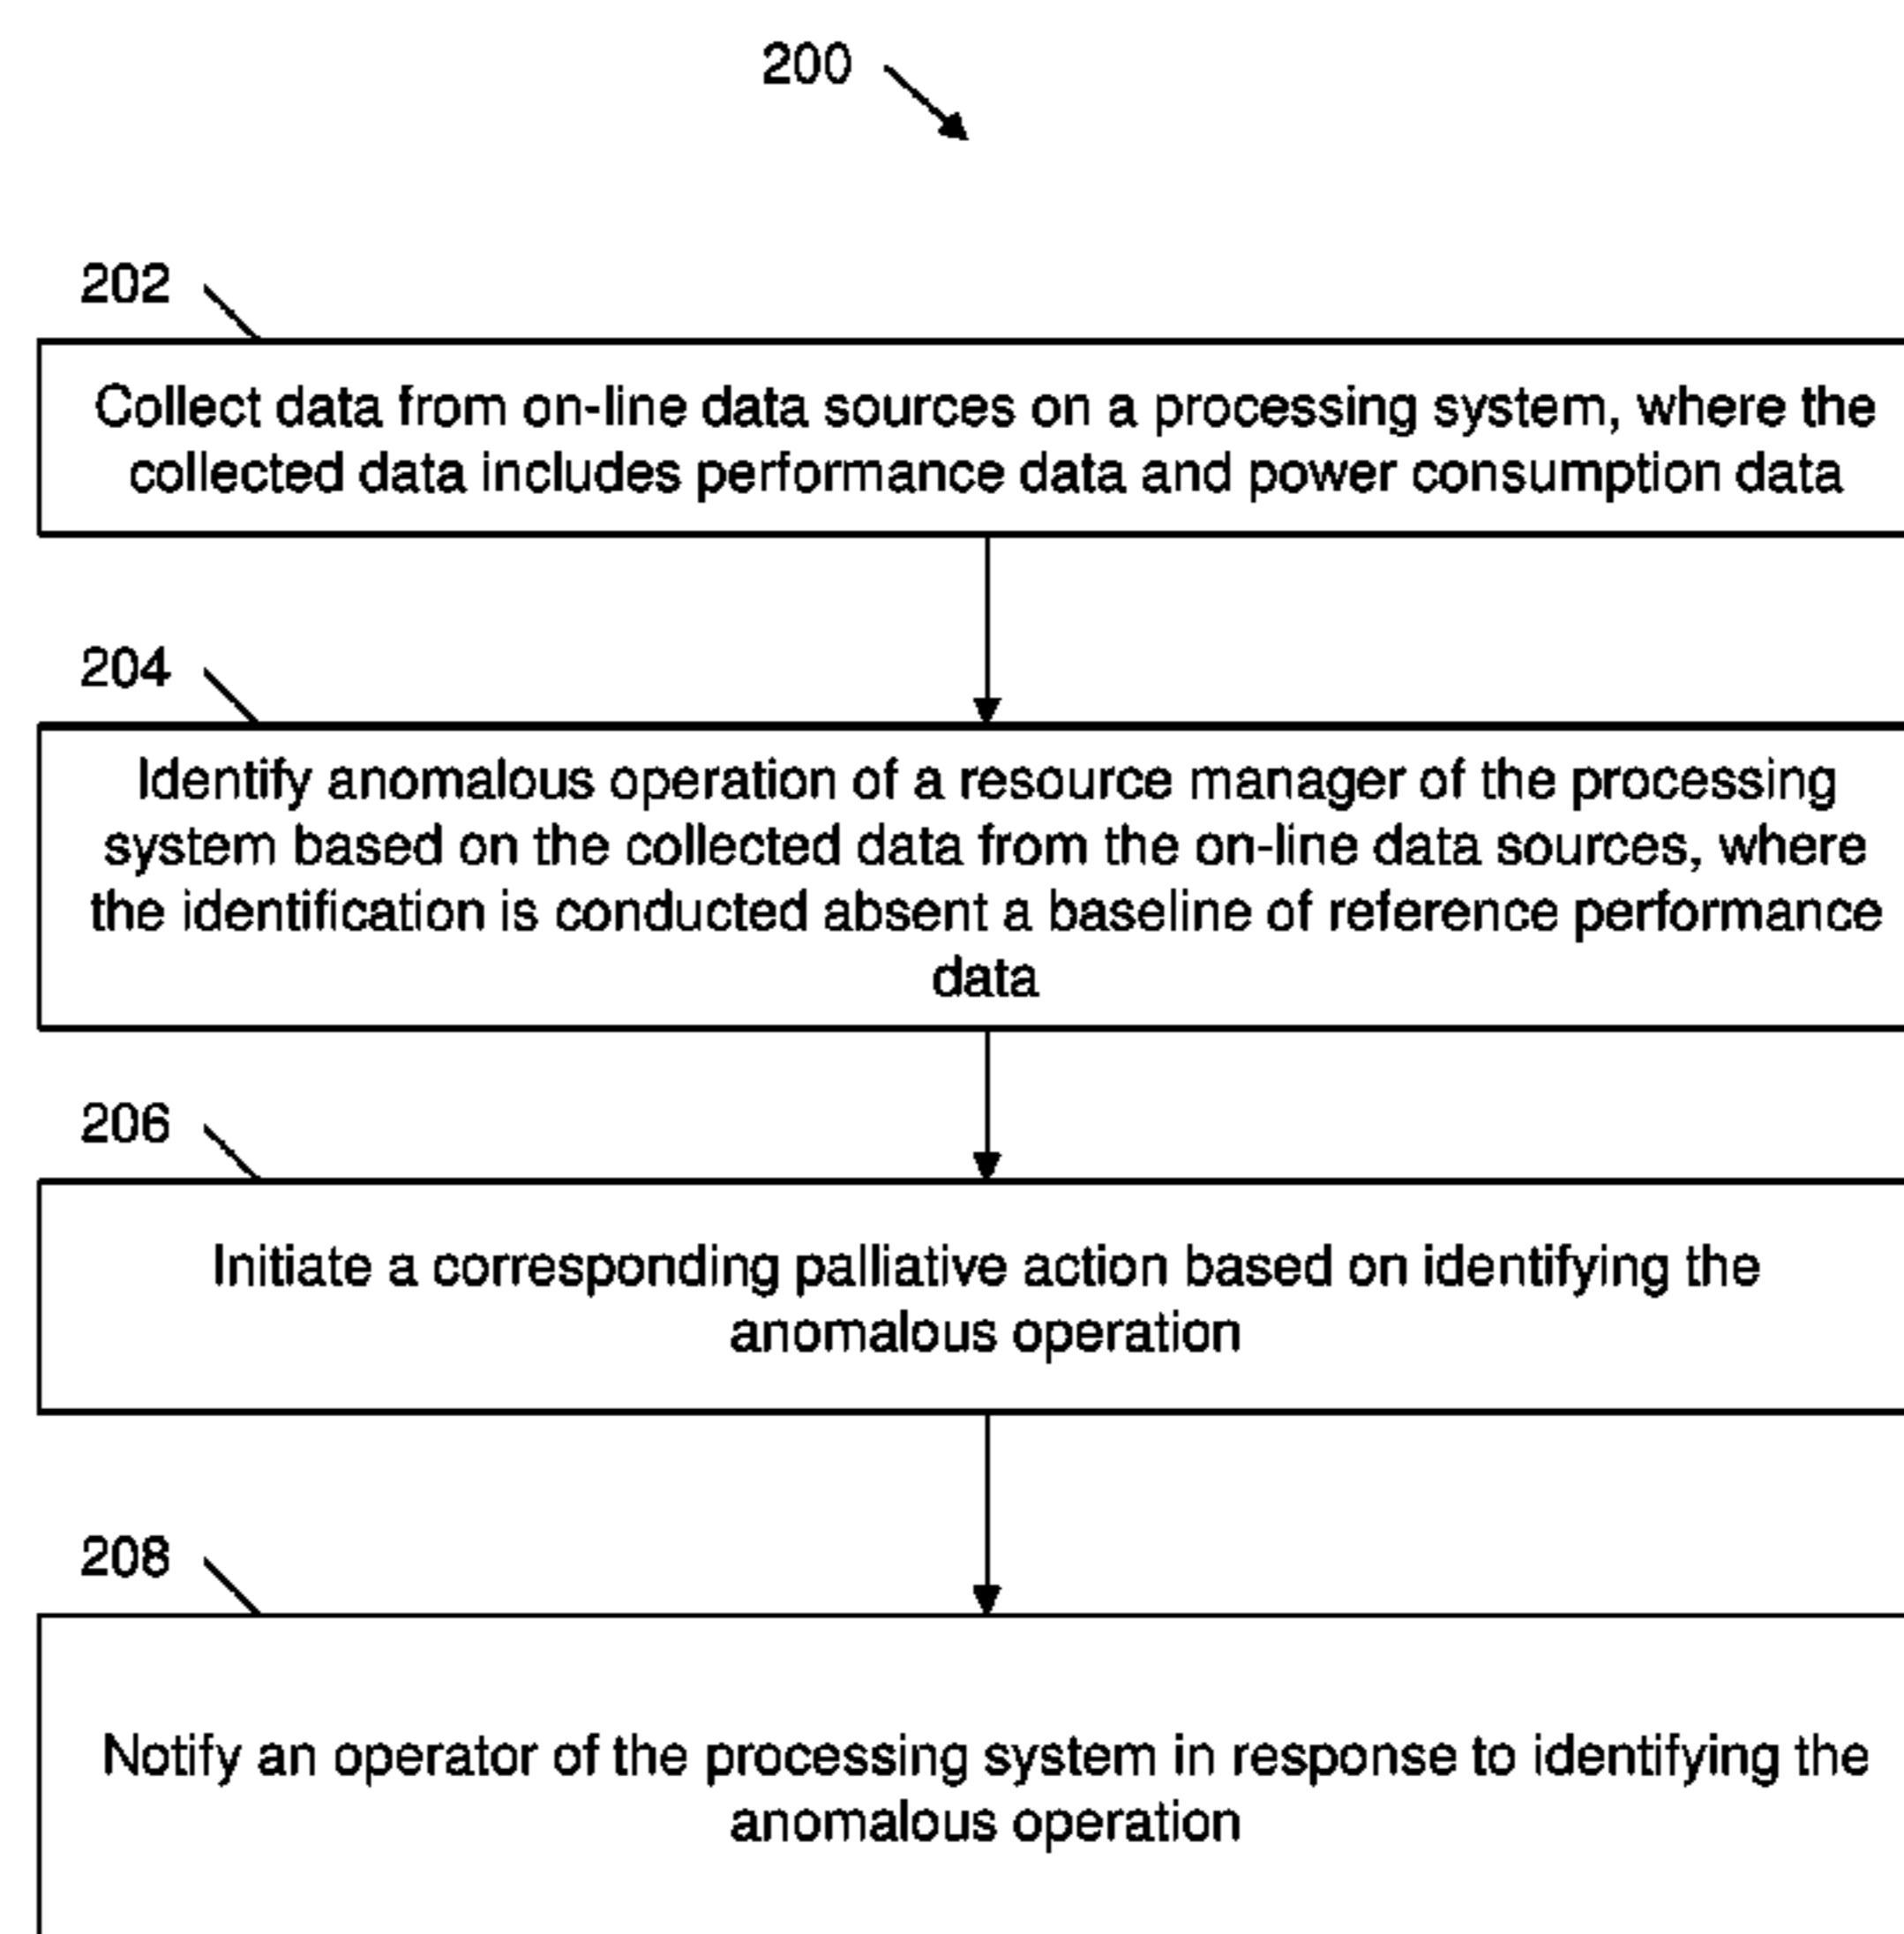 200
202
Collect data from on-line data sources on a processing system, where the
collected data includes performance data and power consumption data
204
Identify anomalous operation of a resource manager of the processing
system based on the collected data from the on-line data sources, where
the identification is conducted absent a baseline of reference performance
data
206
Initiate a corresponding palliative action based on identifying the
anomalous operation
208
Notify an operator of the processing system in response to identifying the
anomalous operation